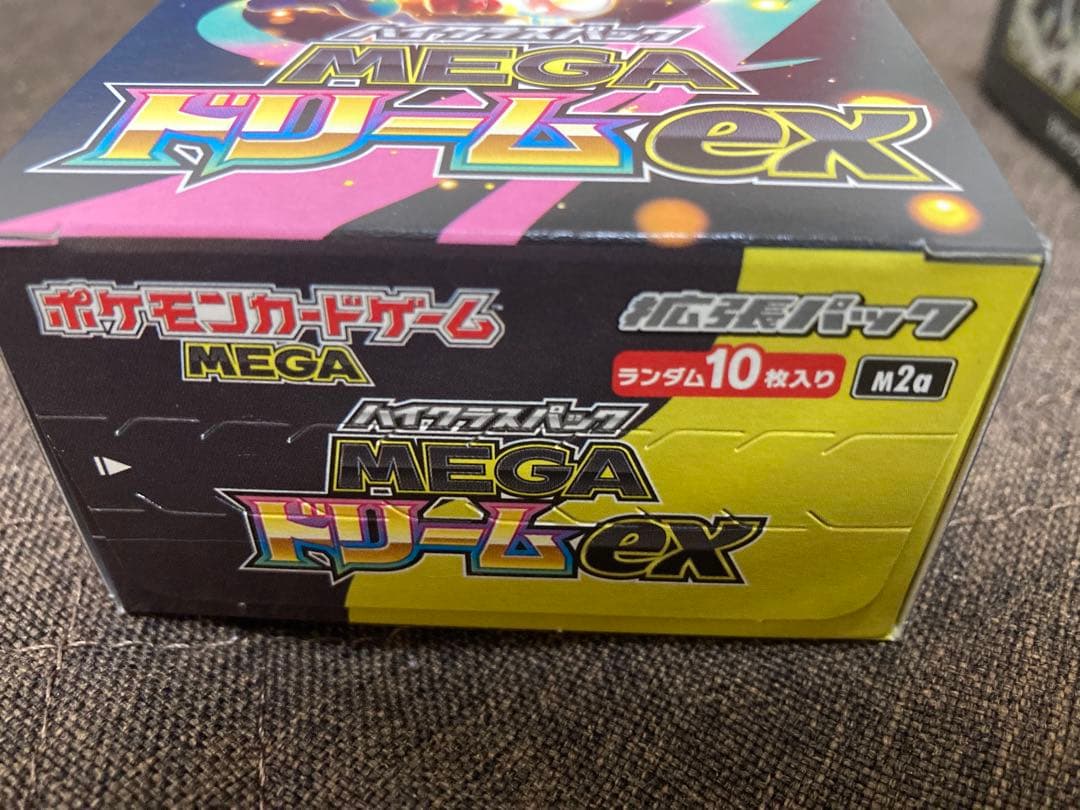 ハイクラスパック
MEGA
ドリームex
ポケモンカードゲーム
MEGA
拡張パック
ランダム10枚入り
M2a
ハイクラスパック
MEGA
ドリームex